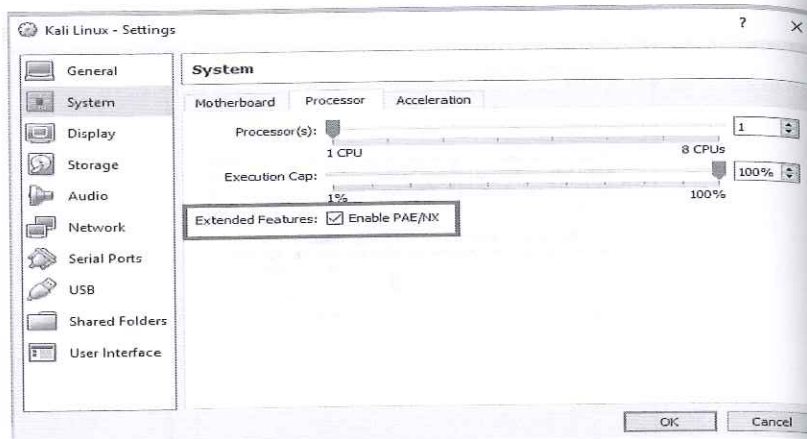 Kali Linux - Settings
?
×
General
System
Display
Storage
Audio
Network
Serial Ports
USB
Shared Folders
User Interface
System
Motherboard Processor Acceleration
Processor(s): 1
1 CPU 8 CPUs
Execution Cap: 100%
1% 100%
Extended Features: Enable PAE/NX
OK Cancel